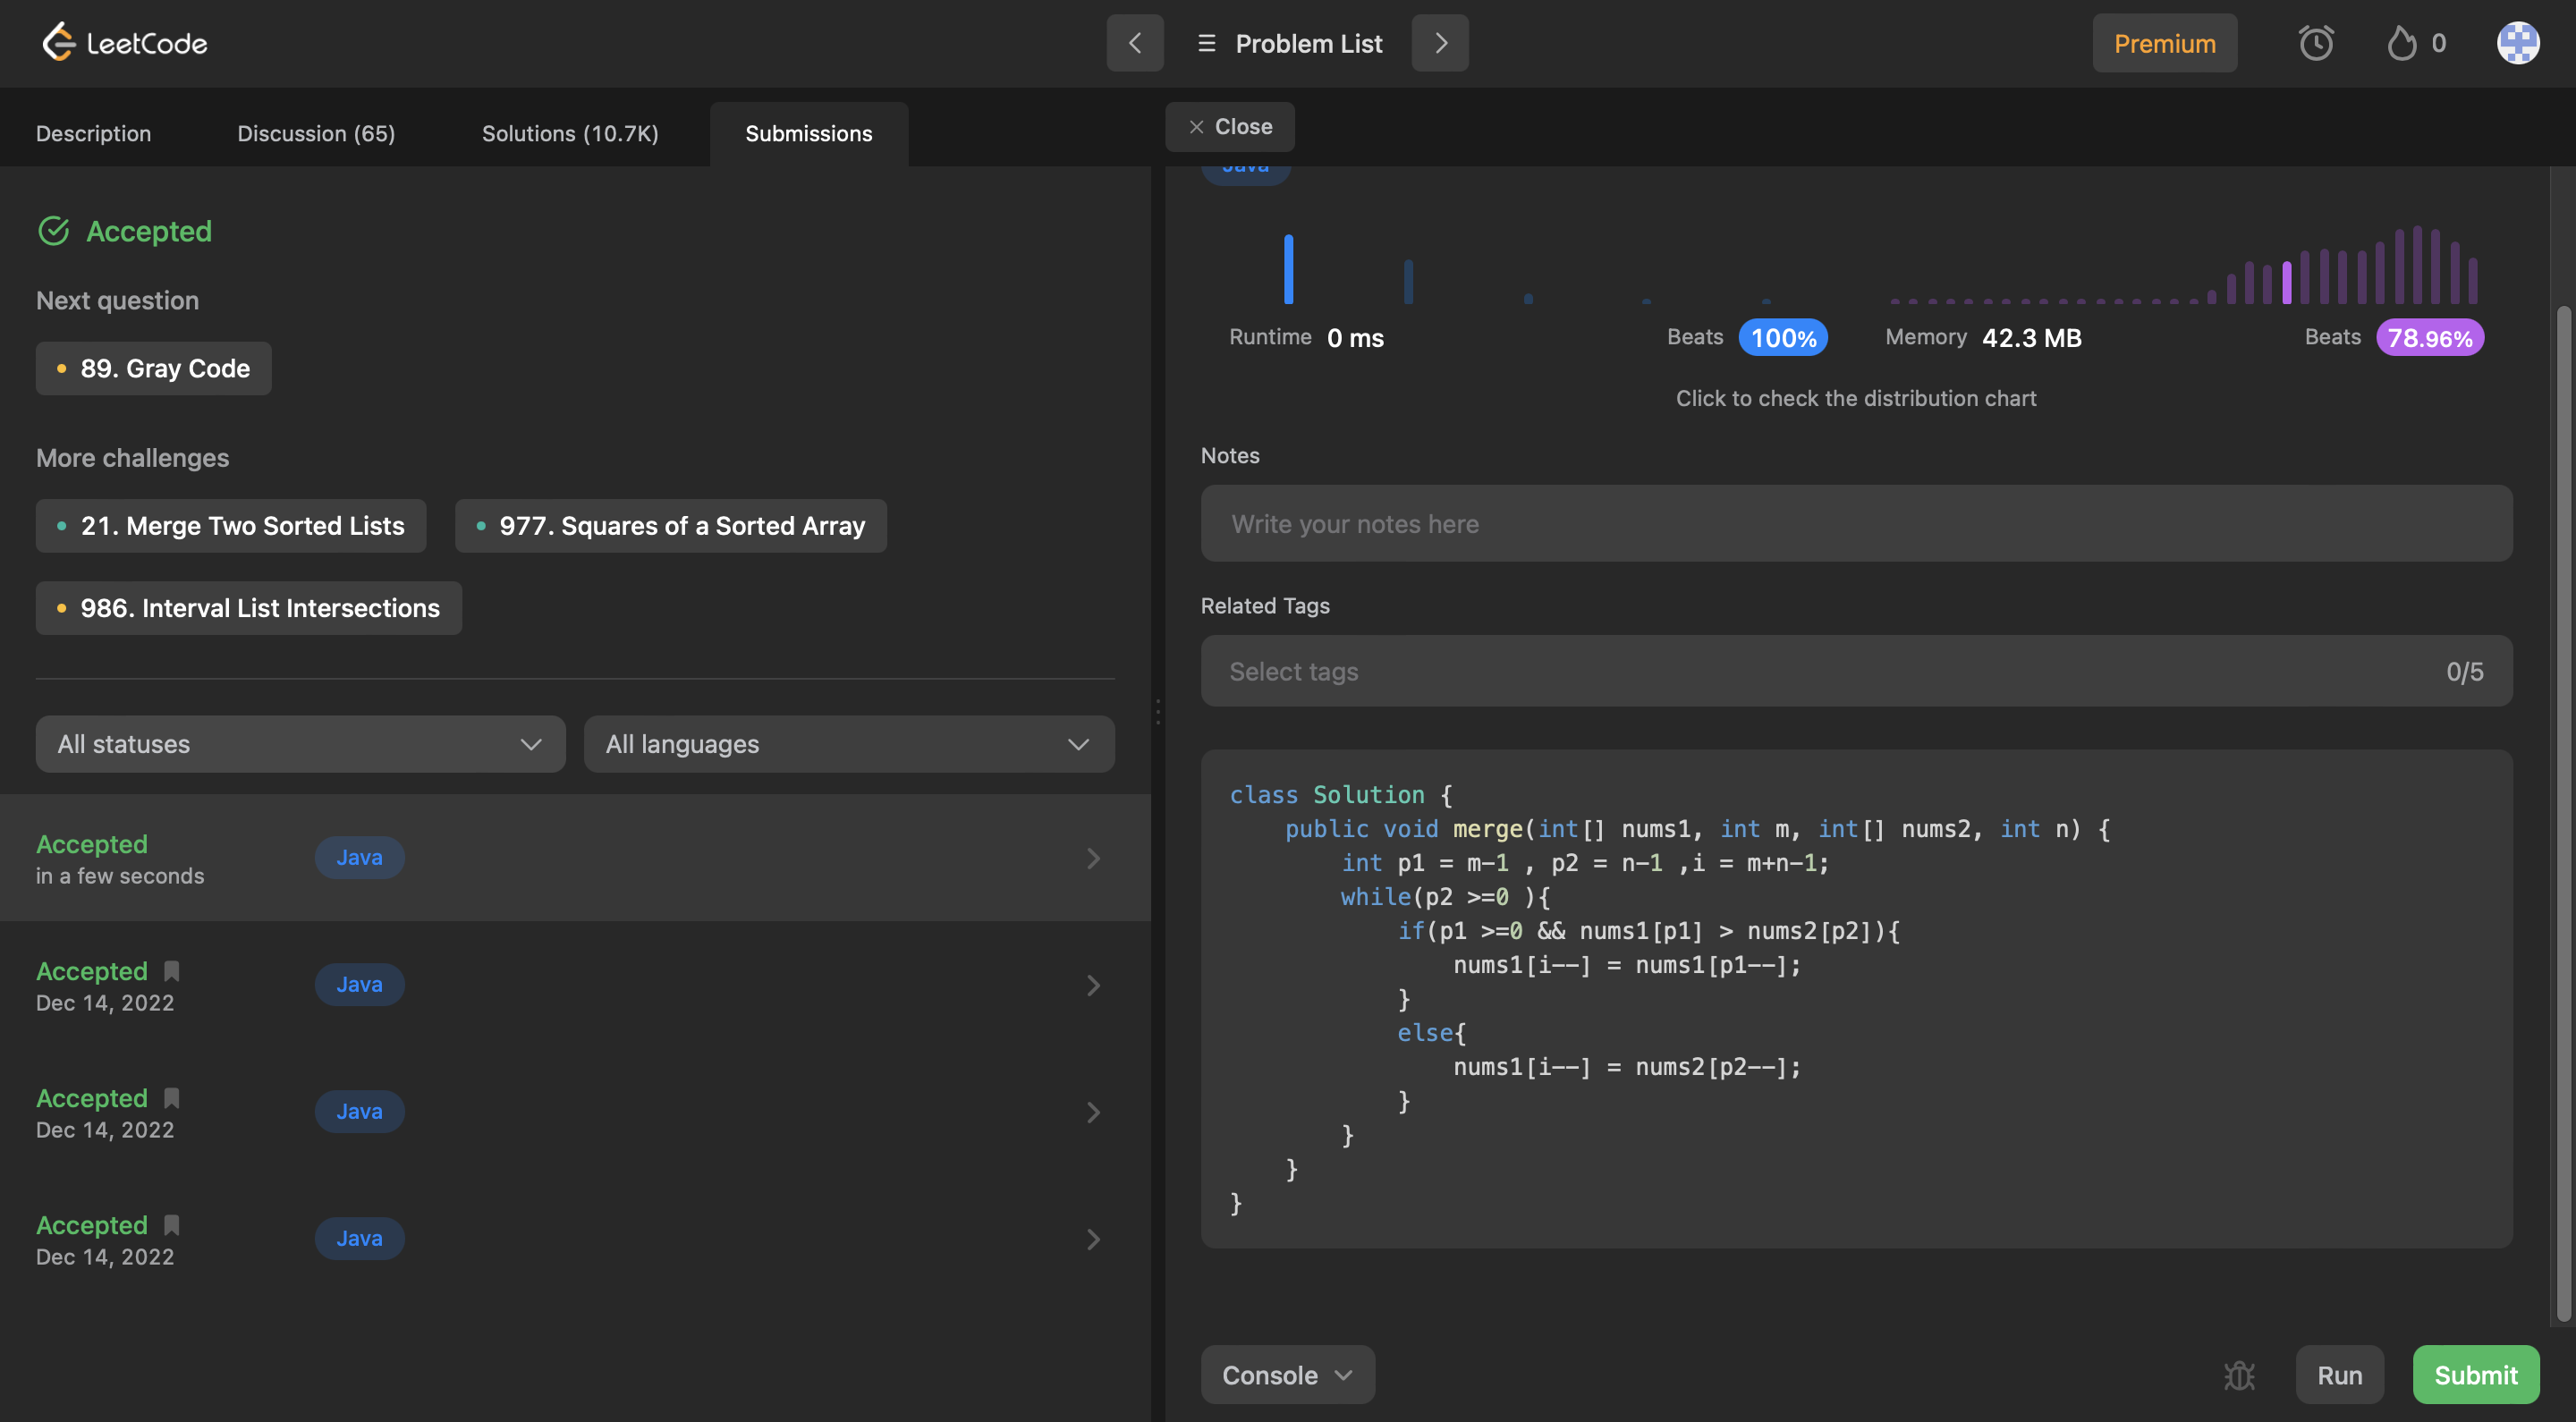 LeetCode
Problem List
Premium
0
Description
Discussion (65)
Solutions (10.7K)
Submissions
Close
Accepted
Next question
89. Gray Code
More challenges
21. Merge Two Sorted Lists
977. Squares of a Sorted Array
986. Interval List Intersections
All statuses
All languages
Accepted
in a few seconds
Java
Accepted
Dec 14, 2022
Java
Accepted
Dec 14, 2022
Java
Accepted
Dec 14, 2022
Java
Java
Runtime 0 ms Beats 100%
Memory 42.3 MB Beats 78.96%
Click to check the distribution chart
Notes
Write your notes here
Related Tags
Select tags 0/5
class Solution {
    public void merge(int[] nums1, int m, int[] nums2, int n) {
        int p1 = m-1 , p2 = n-1 ,i = m+n-1;
        while(p2 >=0 ){
            if(p1 >=0 && nums1[p1] > nums2[p2]){
                nums1[i--] = nums1[p1--];
            }
            else{
                nums1[i--] = nums2[p2--];
            }
        }
    }
}
Console
Run
Submit